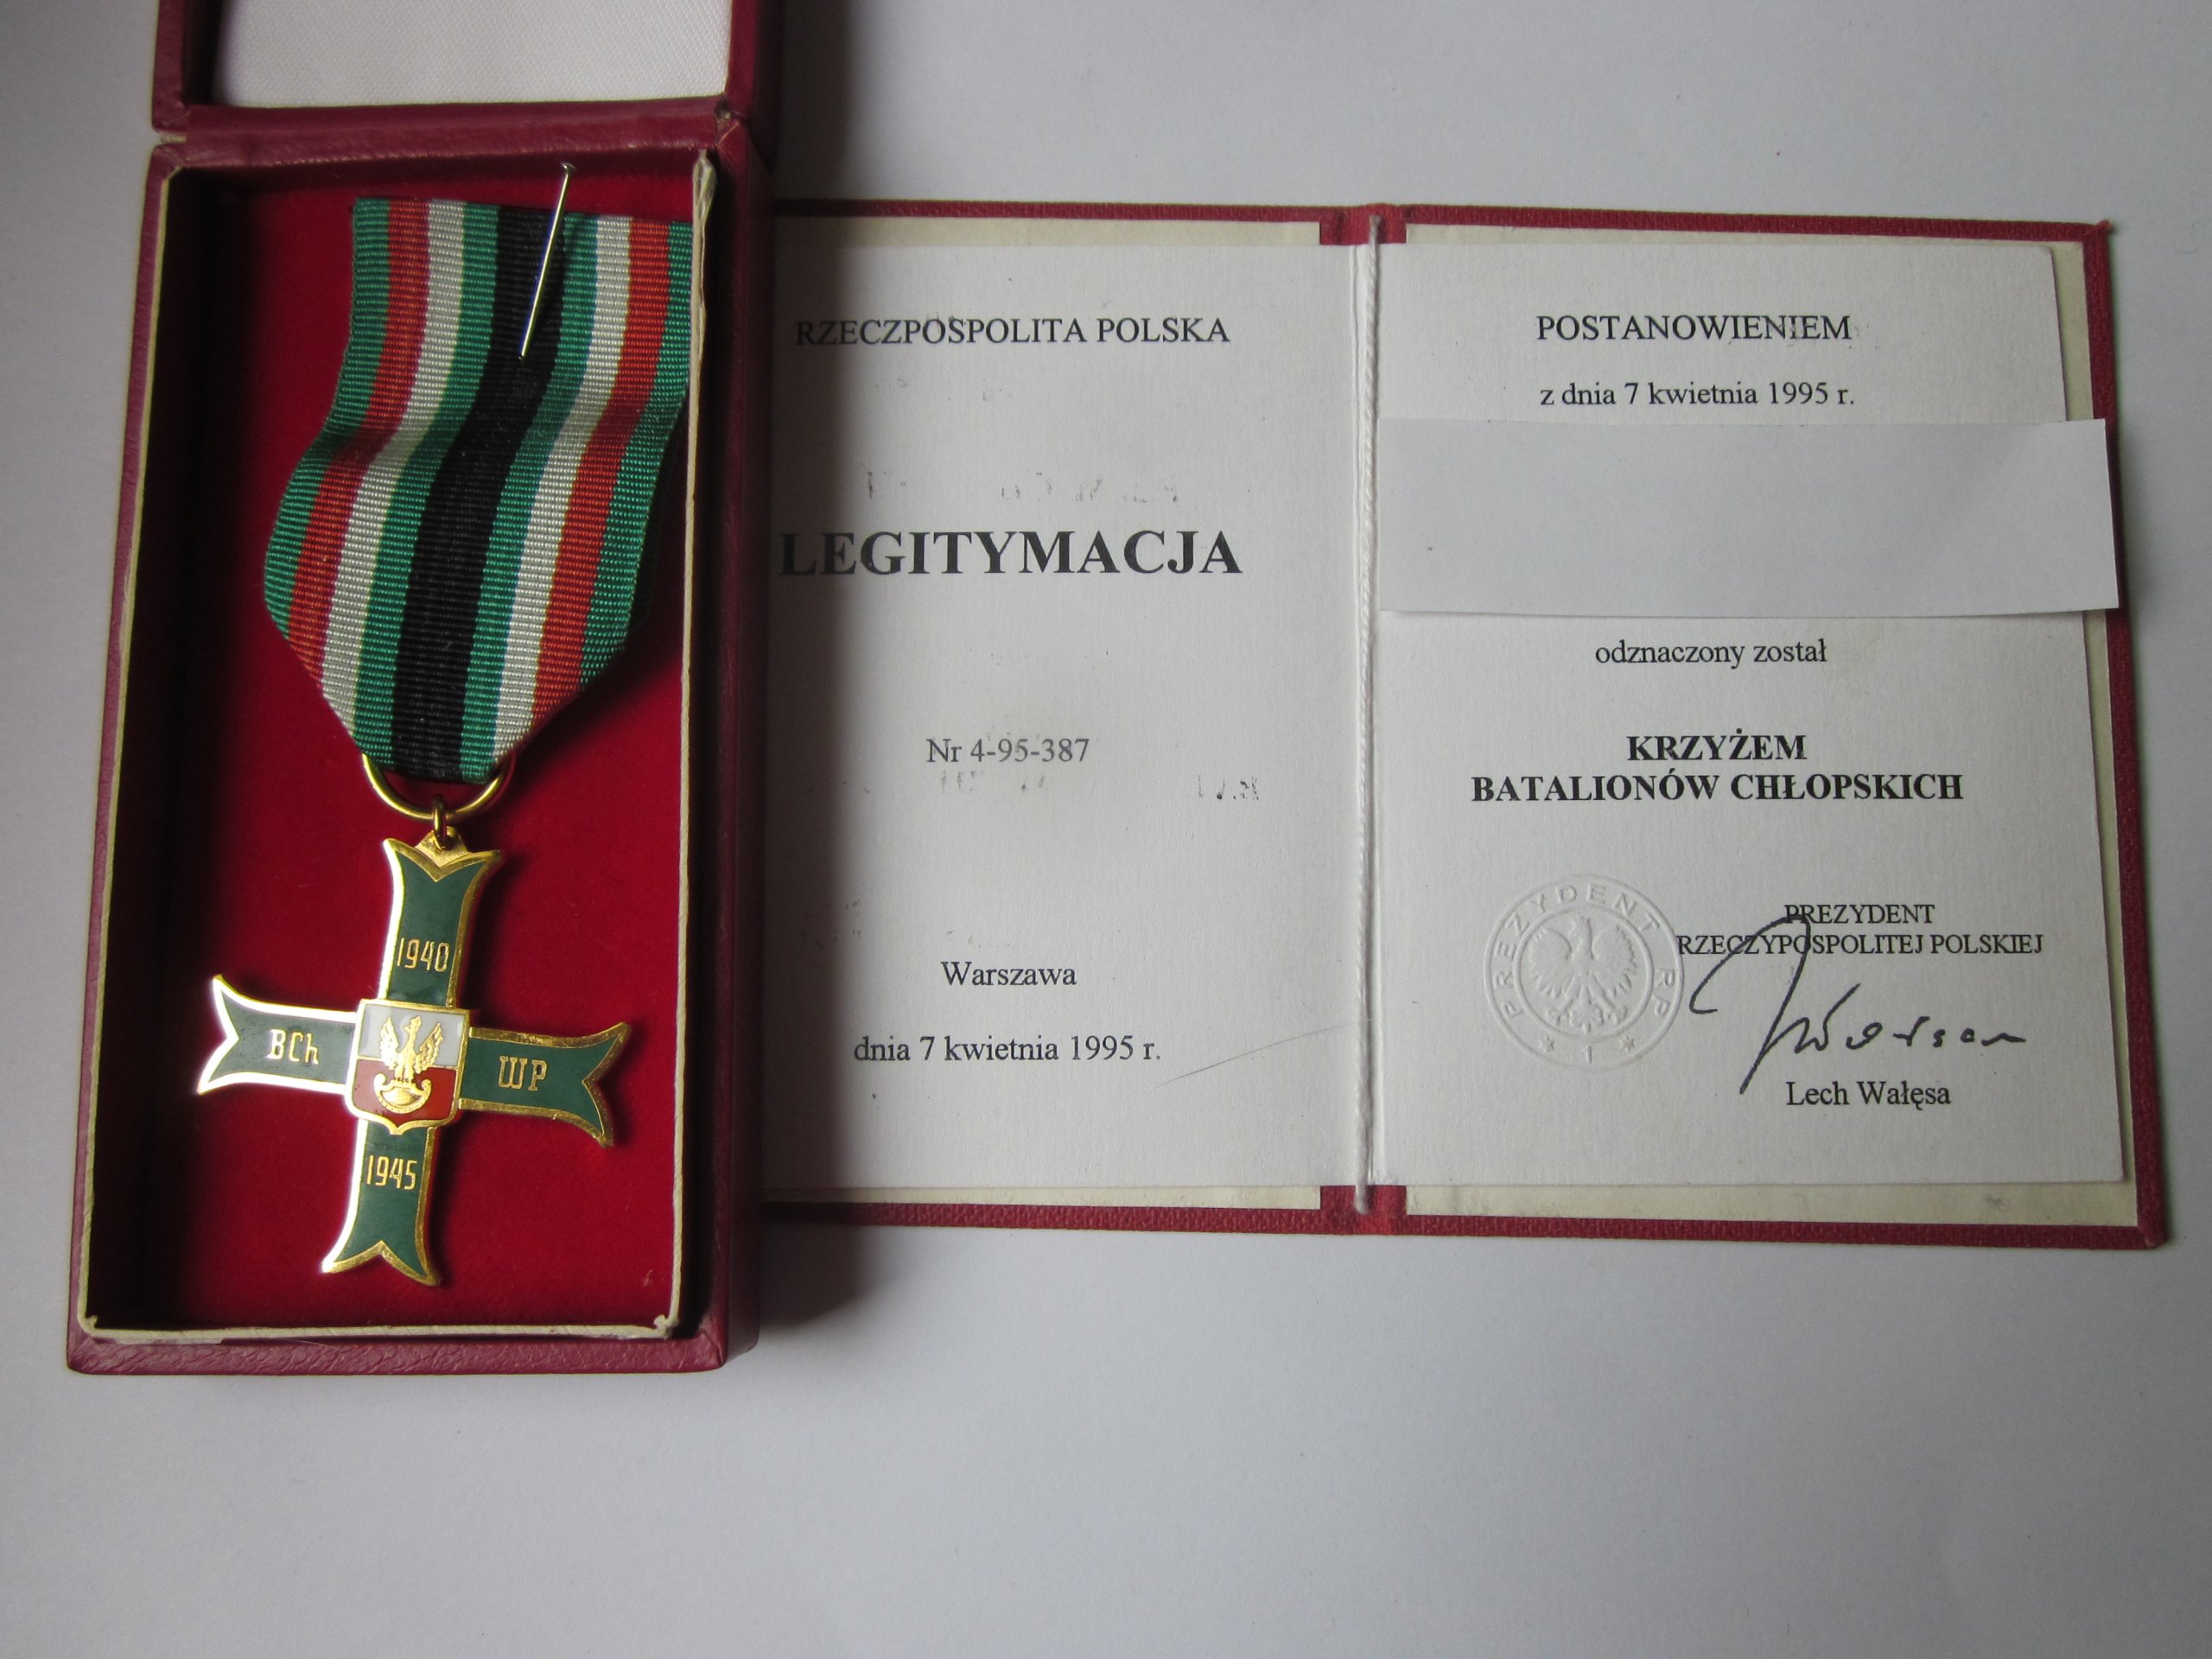 1940
BCh
WP
1945
RZECZPOSPOLITA POLSKA
LEGITYMACJA
Nr 4-95-387
Warszawa
dnia 7 kwietnia 1995 r.
POSTANOWIENIEM
z dnia 7 kwietnia 1995 r.
odznaczony został
KRZYŻEM
BATALIONÓW CHŁOPSKICH
PREZYDENT RP
* 1 *
PREZYDENT
RZECZYPOSPOLITEJ POLSKIEJ
Lech Wałęsa